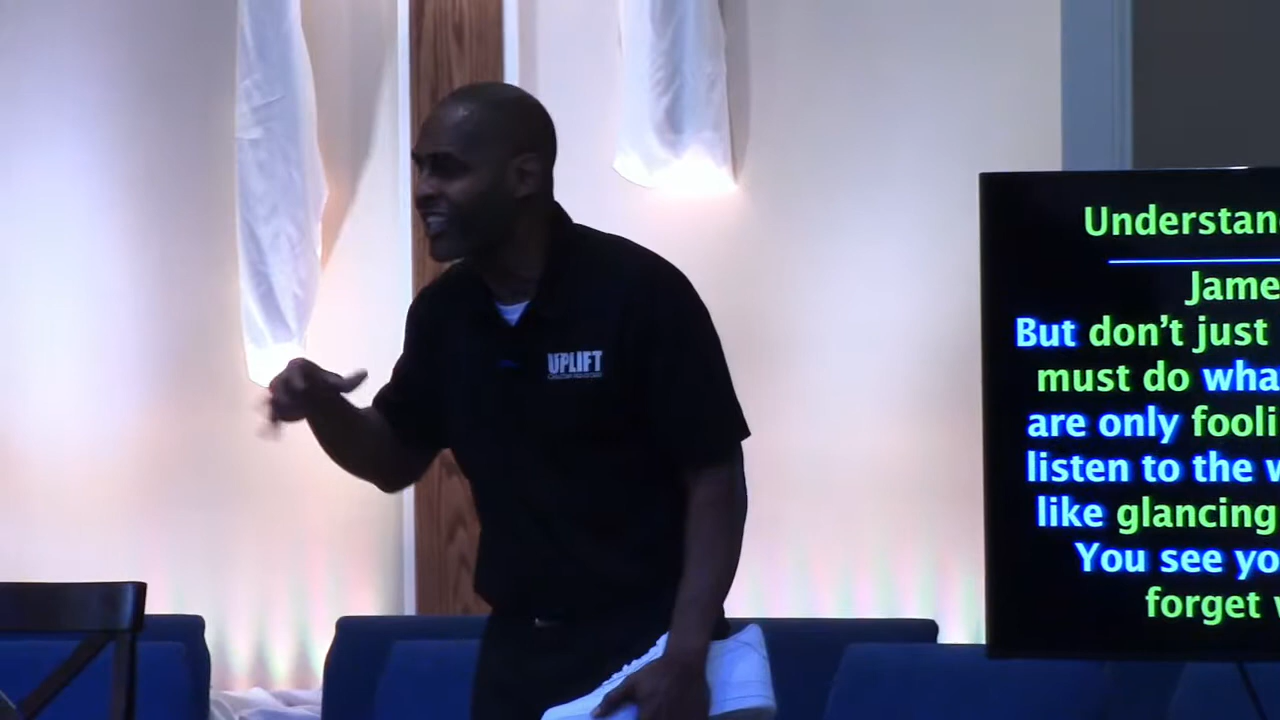 UPLIFT
Understan
Jame
But don't just
must do wha
are only fooli
listen to the w
like glancing
You see yo
forget w